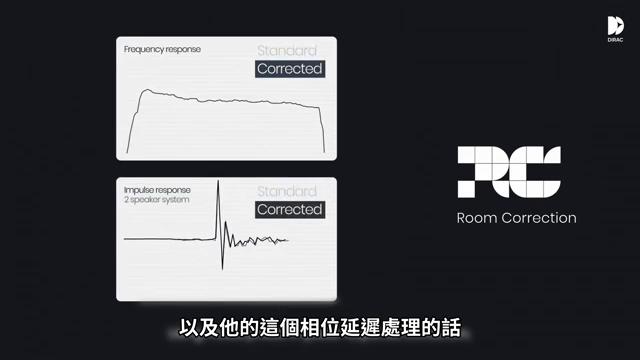 DIRAC
Frequency response
Standard
Corrected
Impulse response
2 speaker system
Standard
Corrected
RC
Room Correction
以及他的這個相位延遲處理的話